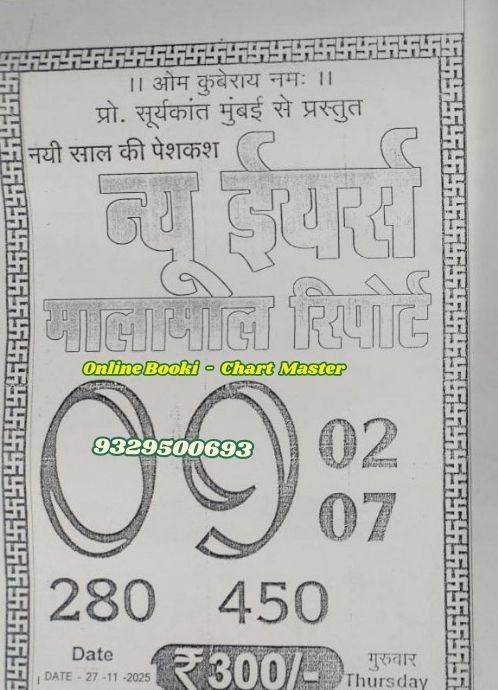 ।। ओम कुबेराय नमः ।।
प्रो. सूर्यकांत मुंबई से प्रस्तुत
नयी साल की पेशकश
न्यू ईयर्स
मालामाल रिपोर्ट
Online Booki - Chart Master
09
9329500693
02
07
280 450
Date
DATE - 27 -11 -2025
₹ 300/-
गुरुवार
Thursday